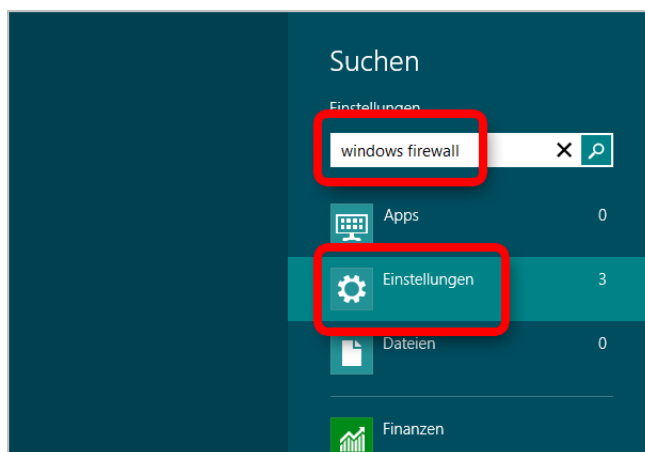 Suchen
Einstellungen
windows firewall
Apps 0
Einstellungen 3
Dateien 0
Finanzen